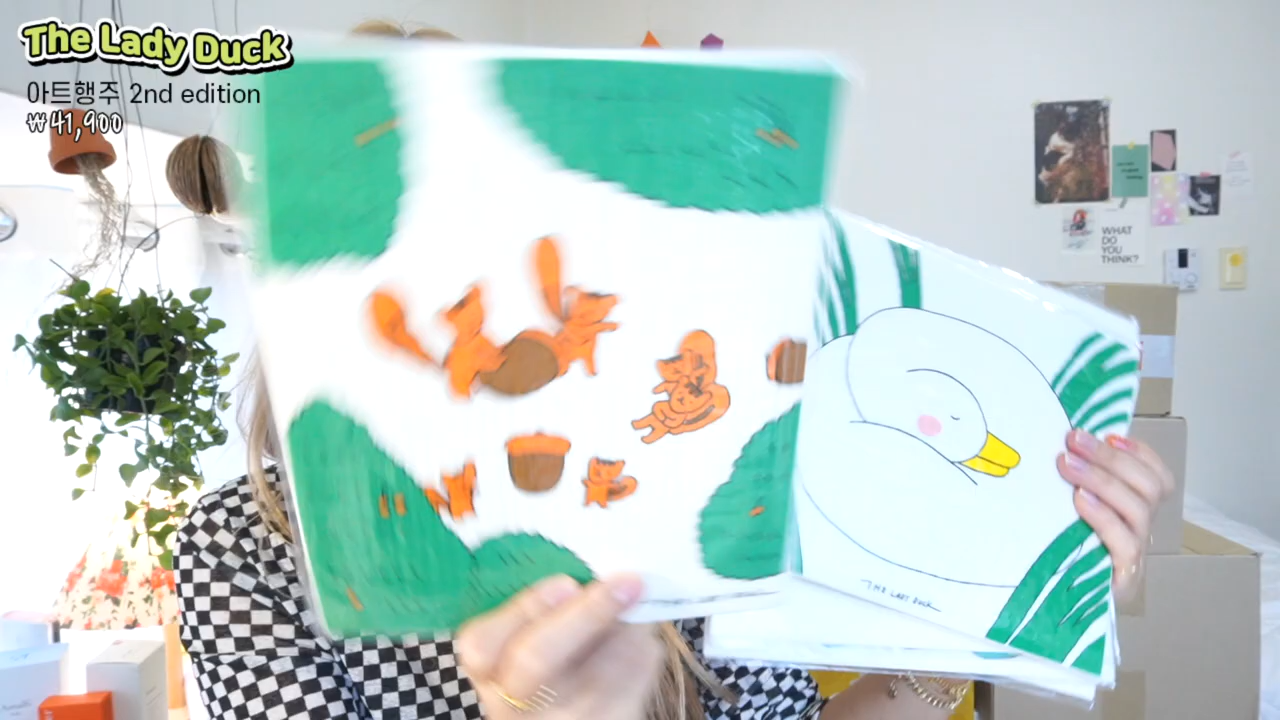 The Lady Duck
아트행주 2nd edition
₩41,900
WHAT
DO
YOU
THINK?
THE LADY DUCK